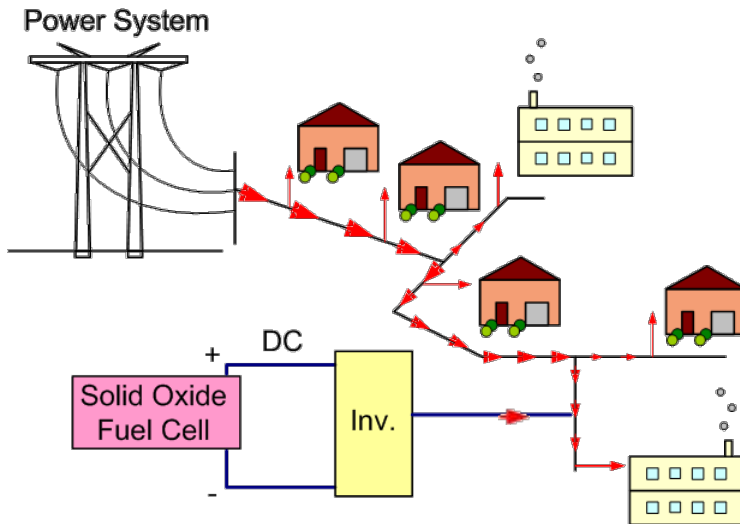 Power System
+
DC
Solid Oxide
Fuel Cell
Inv.
-